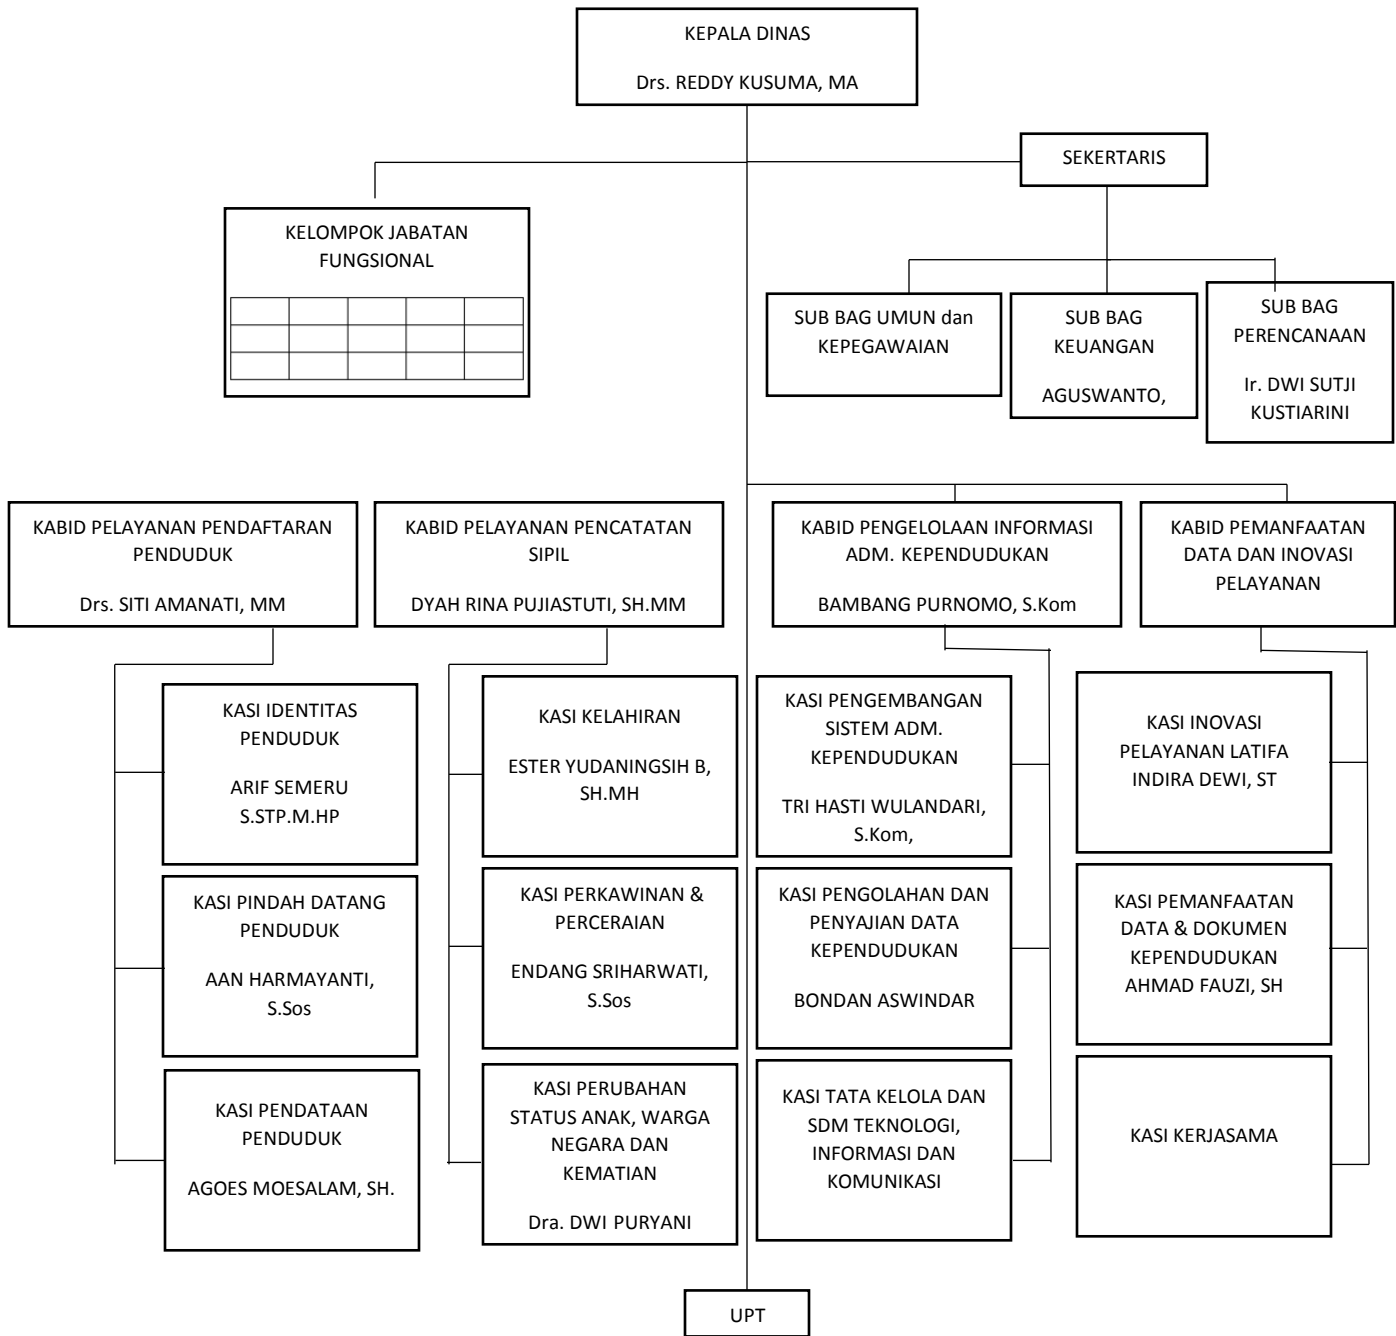 KEPALA DINAS
Drs. REDDY KUSUMA, MA
SEKERTARIS
KELOMPOK JABATAN
FUNGSIONAL
SUB BAG UMUN dan
KEPEGAWAIAN
SUB BAG
KEUANGAN
AGUSWANTO,
SUB BAG
PERENCANAAN
Ir. DWI SUTJI
KUSTIARINI
KABID PELAYANAN PENDAFTARAN
PENDUDUK
Drs. SITI AMANATI, MM
KABID PELAYANAN PENCATATAN
SIPIL
DYAH RINA PUJIASTUTI, SH.MM
KABID PENGELOLAAN INFORMASI
ADM. KEPENDUDUKAN
BAMBANG PURNOMO, S.Kom
KABID PEMANFAATAN
DATA DAN INOVASI
PELAYANAN
KASI IDENTITAS
PENDUDUK
ARIF SEMERU
S.STP.M.HP
KASI KELAHIRAN
ESTER YUDANINGSIH B,
SH.MH
KASI PENGEMBANGAN
SISTEM ADM.
KEPENDUDUKAN
TRI HASTI WULANDARI,
S.Kom,
KASI INOVASI
PELAYANAN LATIFA
INDIRA DEWI, ST
KASI PINDAH DATANG
PENDUDUK
AAN HARMAYANTI,
S.Sos
KASI PERKAWINAN &
PERCERAIAN
ENDANG SRIHARWATI,
S.Sos
KASI PENGOLAHAN DAN
PENYAJIAN DATA
KEPENDUDUKAN
BONDAN ASWINDAR
KASI PEMANFAATAN
DATA & DOKUMEN
KEPENDUDUKAN
AHMAD FAUZI, SH
KASI PENDATAAN
PENDUDUK
AGOES MOESALAM, SH.
KASI PERUBAHAN
STATUS ANAK, WARGA
NEGARA DAN
KEMATIAN
Dra. DWI PURYANI
KASI TATA KELOLA DAN
SDM TEKNOLOGI,
INFORMASI DAN
KOMUNIKASI
KASI KERJASAMA
UPT